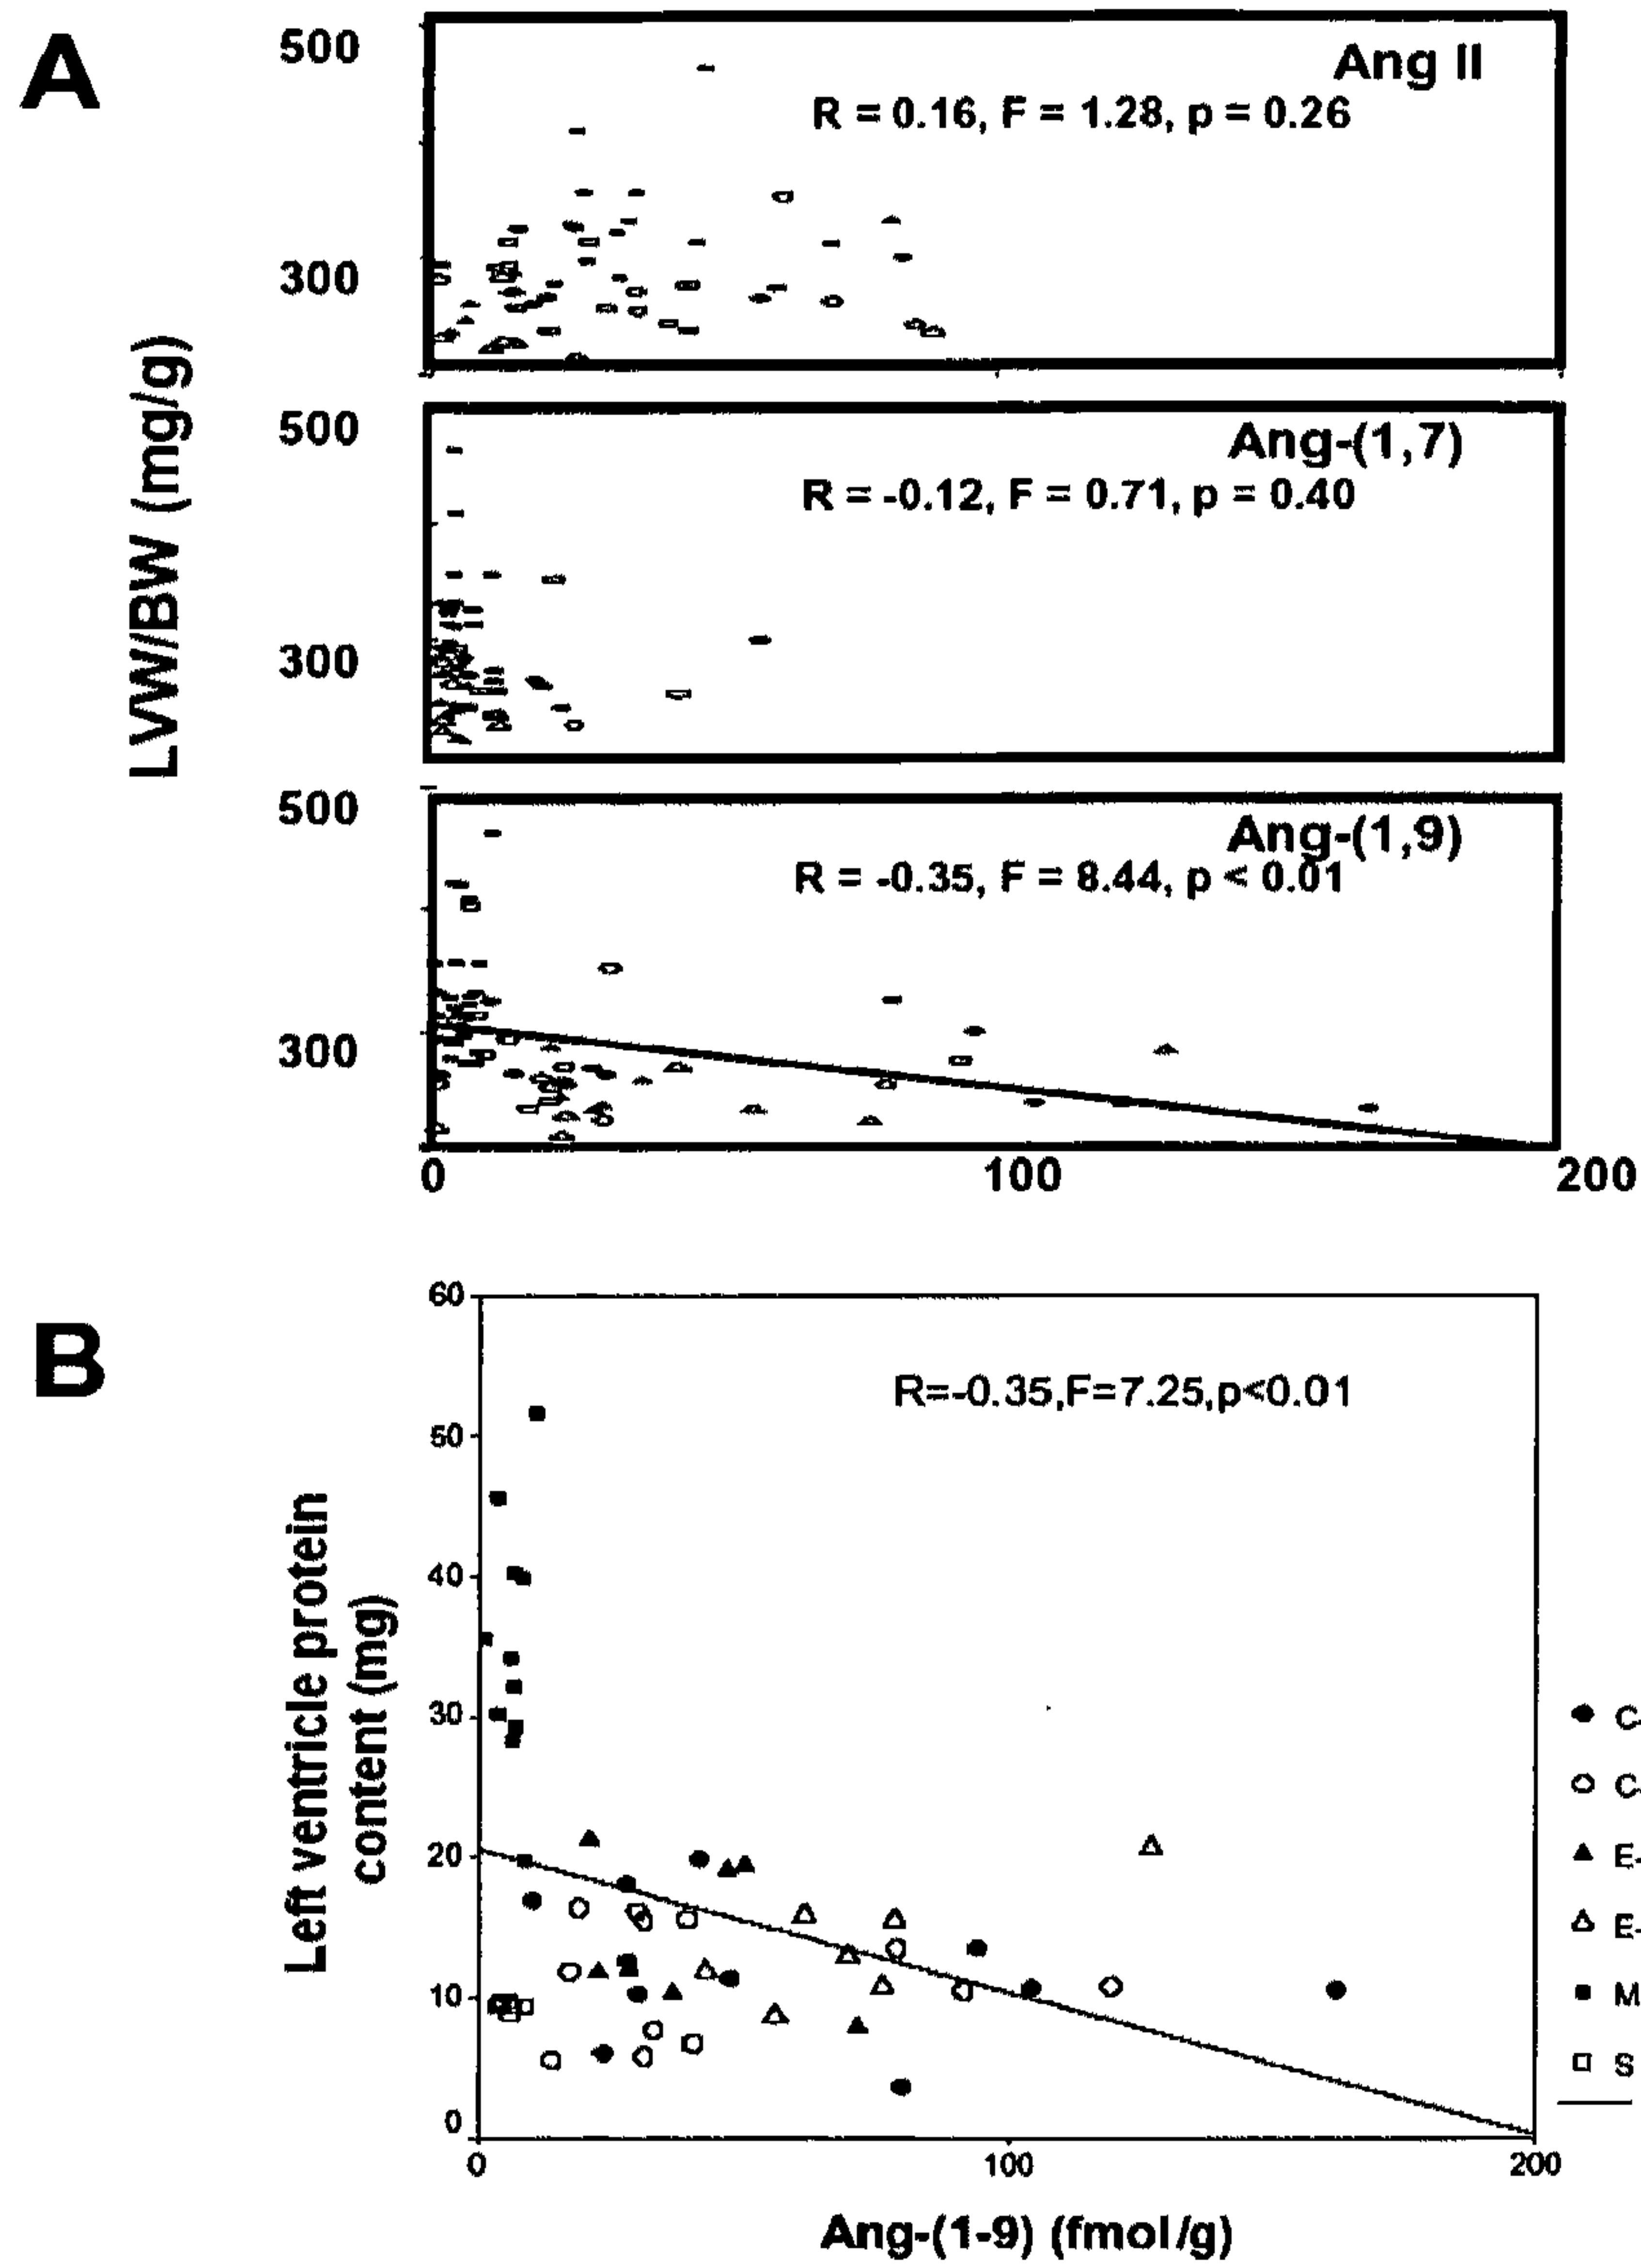 A
500
Ang II
R = 0.16, F = 1.28, p = 0.26
300
500
Ang-(1,7)
R = -0.12, F = 0.71, p = 0.40
LVW/BW (mg/g)
300
500
Ang-(1,9)
R = -0.35, F = 8.44, p < 0.01
300
0 100 200
B
60
R=-0.35,F=7.25,p<0.01
50
40
30
20
10
0
Left ventricle protein
content (mg)
C-
C-
E-
E-
M
S
0 100 200
Ang-(1-9) (fmol/g)